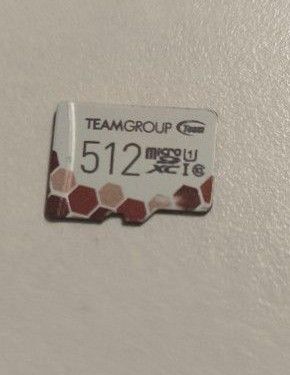 TEAMGROUP Team
512 micro SD XC U1 I 10